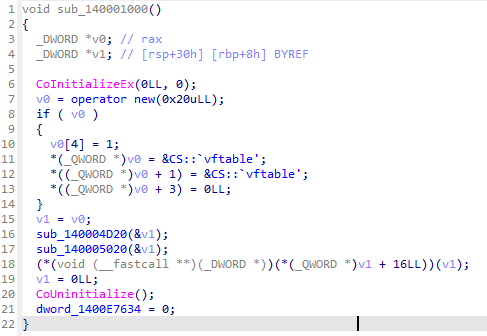 1 void sub_140001000()
2 {
3 _DWORD *v0; // rax
4 _DWORD *v1; // [rsp+30h] [rbp+8h] BYREF
5
6 CoInitializeEx(0LL, 0);
7 v0 = operator new(0x20uLL);
8 if ( v0 )
9 {
10 v0[4] = 1;
11 *(_QWORD *)v0 = &CS::`vftable';
12 *((_QWORD *)v0 + 1) = &CS::`vftable';
13 *((_QWORD *)v0 + 3) = 0LL;
14 }
15 v1 = v0;
16 sub_140004D20(&v1);
17 sub_140005020(&v1);
18 (*(void (__fastcall **)(_DWORD *))(*(_QWORD *)v1 + 16LL))(v1);
19 v1 = 0LL;
20 CoUninitialize();
21 dword_1400E7634 = 0;
22 }